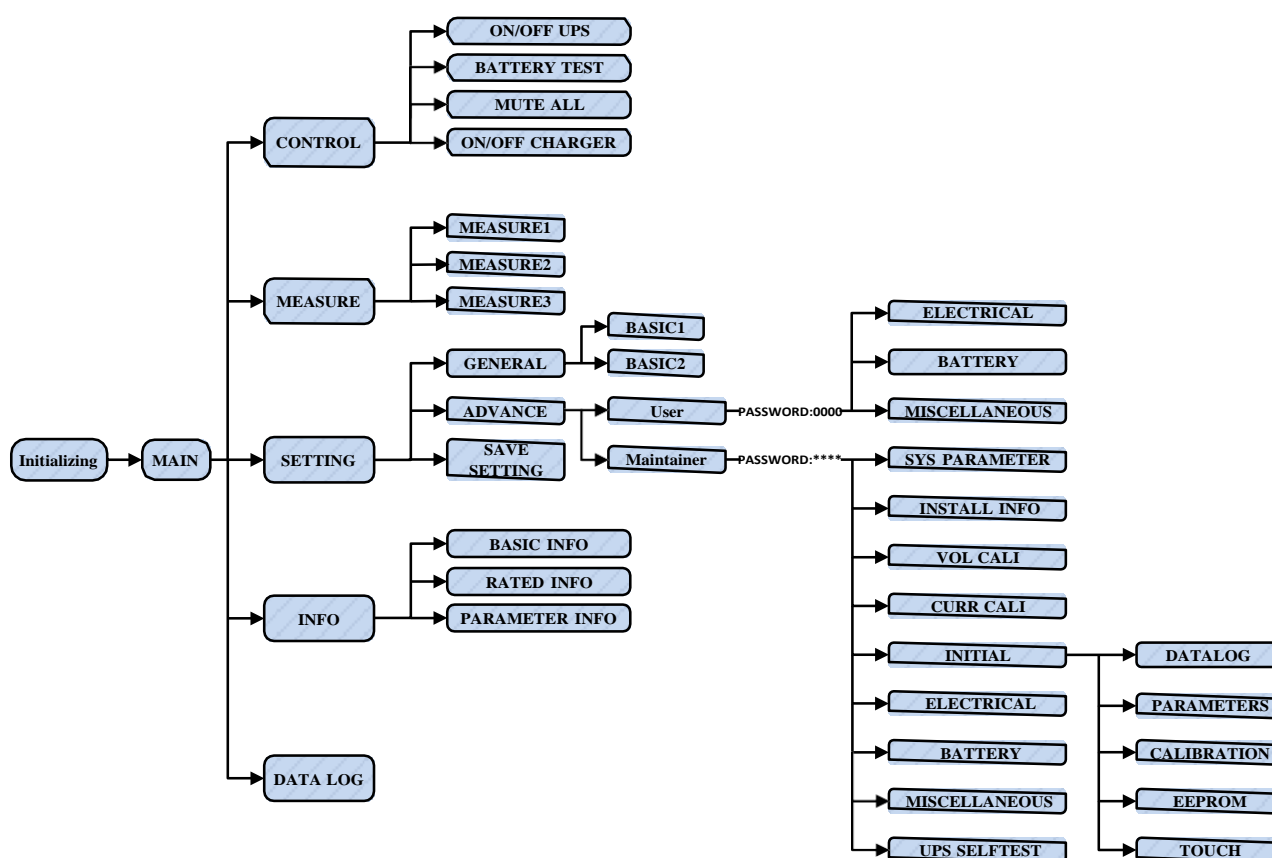 ON/OFF UPS
BATTERY TEST
MUTE ALL
CONTROL
ON/OFF CHARGER
MEASURE1
MEASURE2
MEASURE
MEASURE3
ELECTRICAL
BASIC1
GENERAL
BASIC2
BATTERY
ADVANCE
User
PASSWORD:0000
MISCELLANEOUS
Initializing
MAIN
SETTING
SAVE
SETTING
Maintainer
PASSWORD:****
SYS PARAMETER
INSTALL INFO
BASIC INFO
VOL CALI
RATED INFO
CURR CALI
INFO
PARAMETER INFO
INITIAL
DATALOG
ELECTRICAL
PARAMETERS
BATTERY
CALIBRATION
DATA LOG
MISCELLANEOUS
EEPROM
UPS SELFTEST
TOUCH